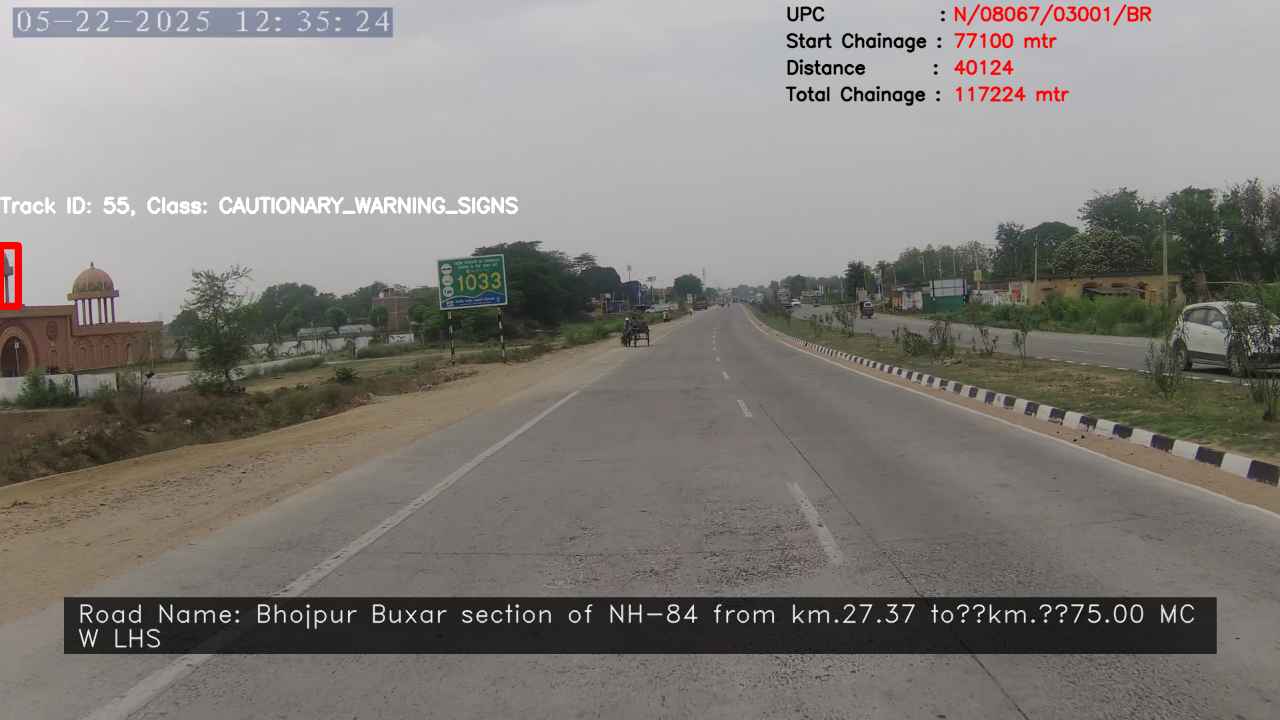 05-22-2025 12:35:24
UPC : N/08067/03001/BR
Start Chainage : 77100 mtr
Distance : 40124
Total Chainage : 117224 mtr
Track ID: 55, Class: CAUTIONARY_WARNING_SIGNS
1033
Road Name: Bhojpur Buxar section of NH-84 from km.27.37 to??km.??75.00 MC
W LHS